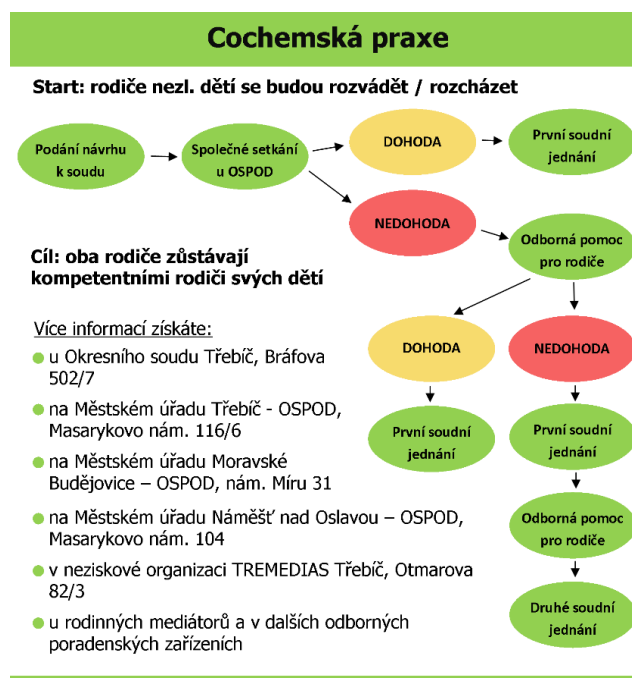 Cochemská praxe
Start: rodiče nezl. dětí se budou rozvádět / rozcházet
Podání návrhu
k soudu
Společné setkání
u OSPOD
DOHODA
První soudní
jednání
NEDOHODA
Odborná pomoc
pro rodiče
DOHODA
NEDOHODA
První soudní
jednání
První soudní
jednání
Odborná pomoc
pro rodiče
Druhé soudní
jednání
Cíl: oba rodiče zůstávají
kompetentními rodiči svých dětí
Více informací získáte:
u Okresního soudu Třebíč, Bráfova
502/7
na Městském úřadu Třebíč - OSPOD,
Masarykovo nám. 116/6
na Městském úřadu Moravské
Budějovice – OSPOD, nám. Míru 31
na Městském úřadu Náměšť nad Oslavou – OSPOD,
Masarykovo nám. 104
v neziskové organizaci TREMEDIAS Třebíč, Otmarova
82/3
u rodinných mediátorů a v dalších odborných
poradenských zařízeních